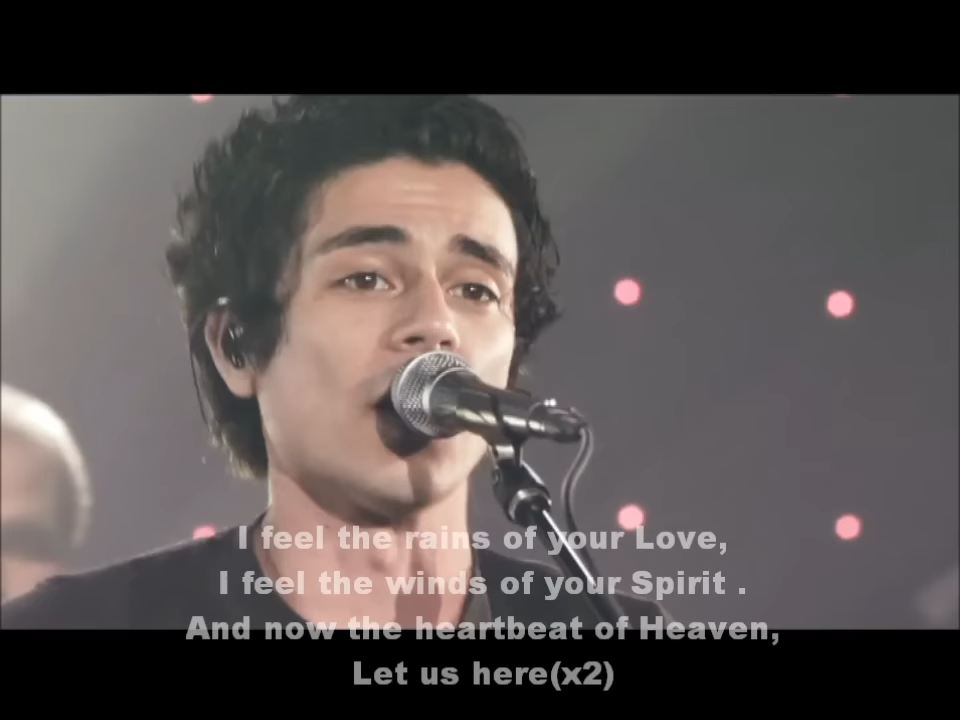 I feel the rains of your Love,
I feel the winds of your Spirit .
And now the heartbeat of Heaven,
Let us here(x2)